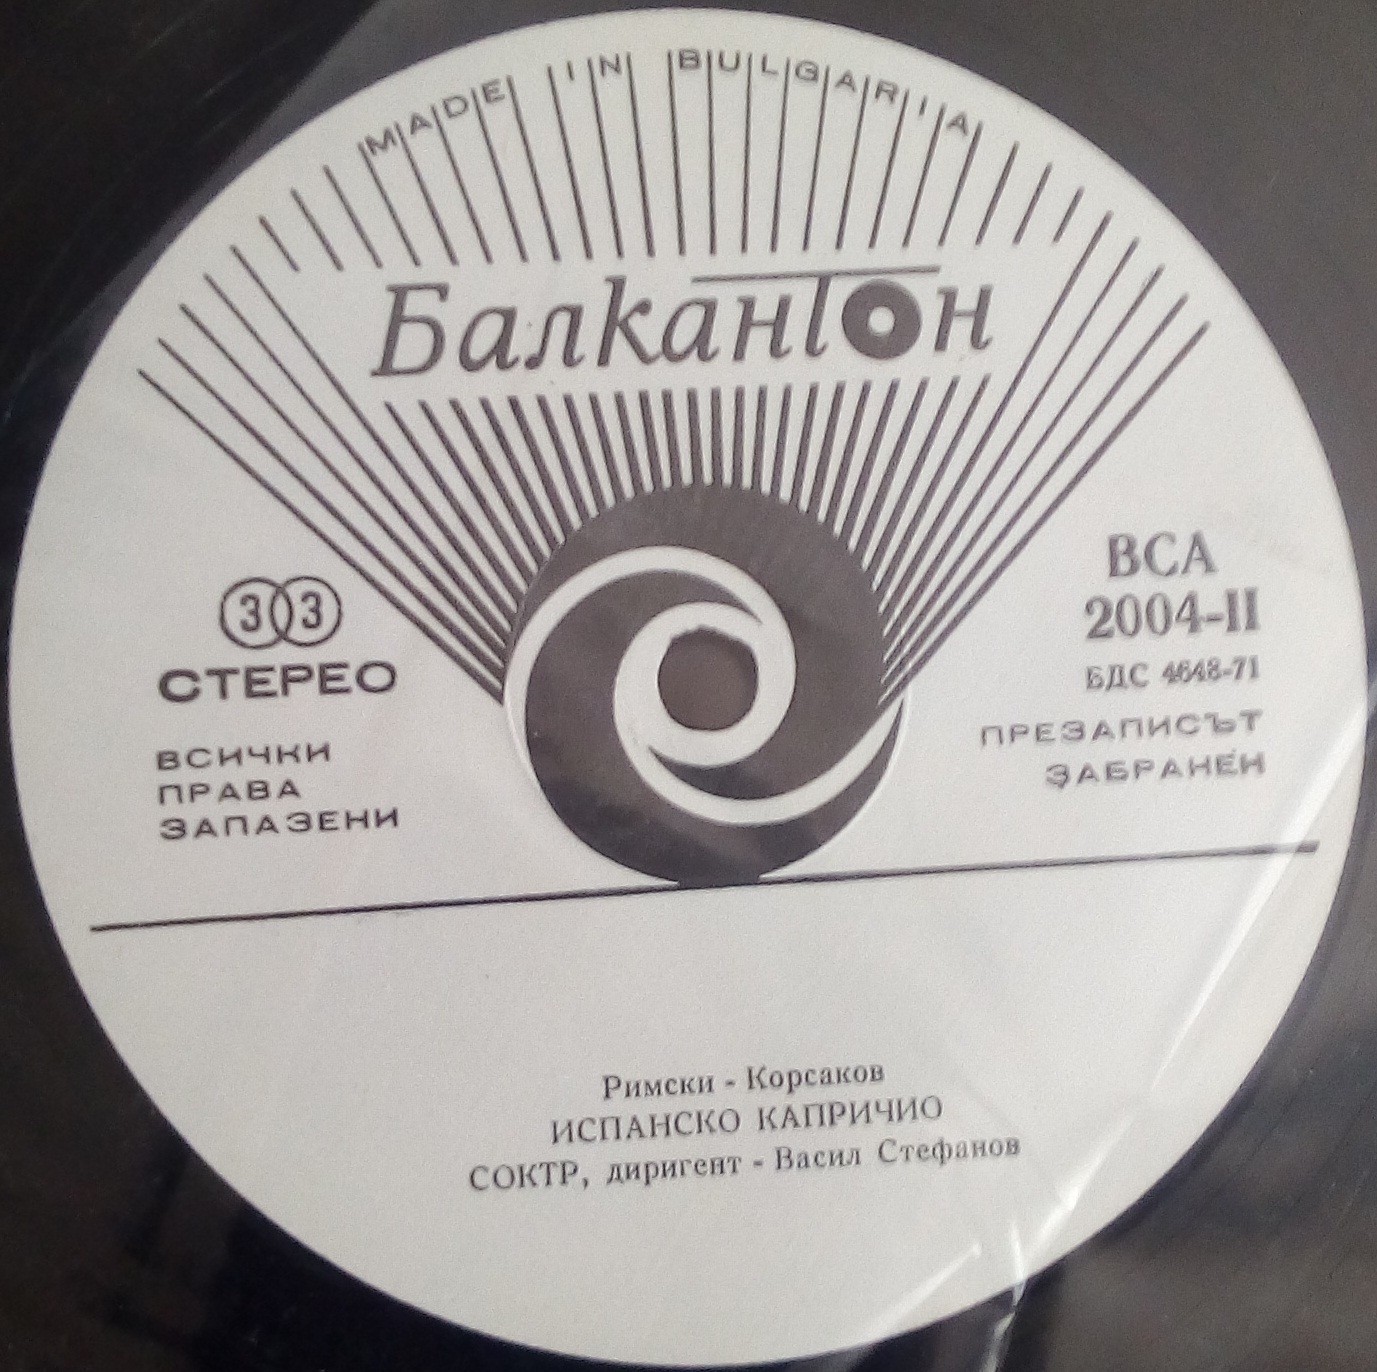 MADE IN BULGARIA
Балкантон
33
СТЕРЕО
ВСИЧКИ
ПРАВА
ЗАПАЗЕНИ
ВСА
2004-II
БДС 4648-71
ПРЕЗАПИСЪТ
ЗАБРАНЕН
Римски - Корсаков
ИСПАНСКО КАПРИЧИО
СОКТР, диригент - Васил Стефанов